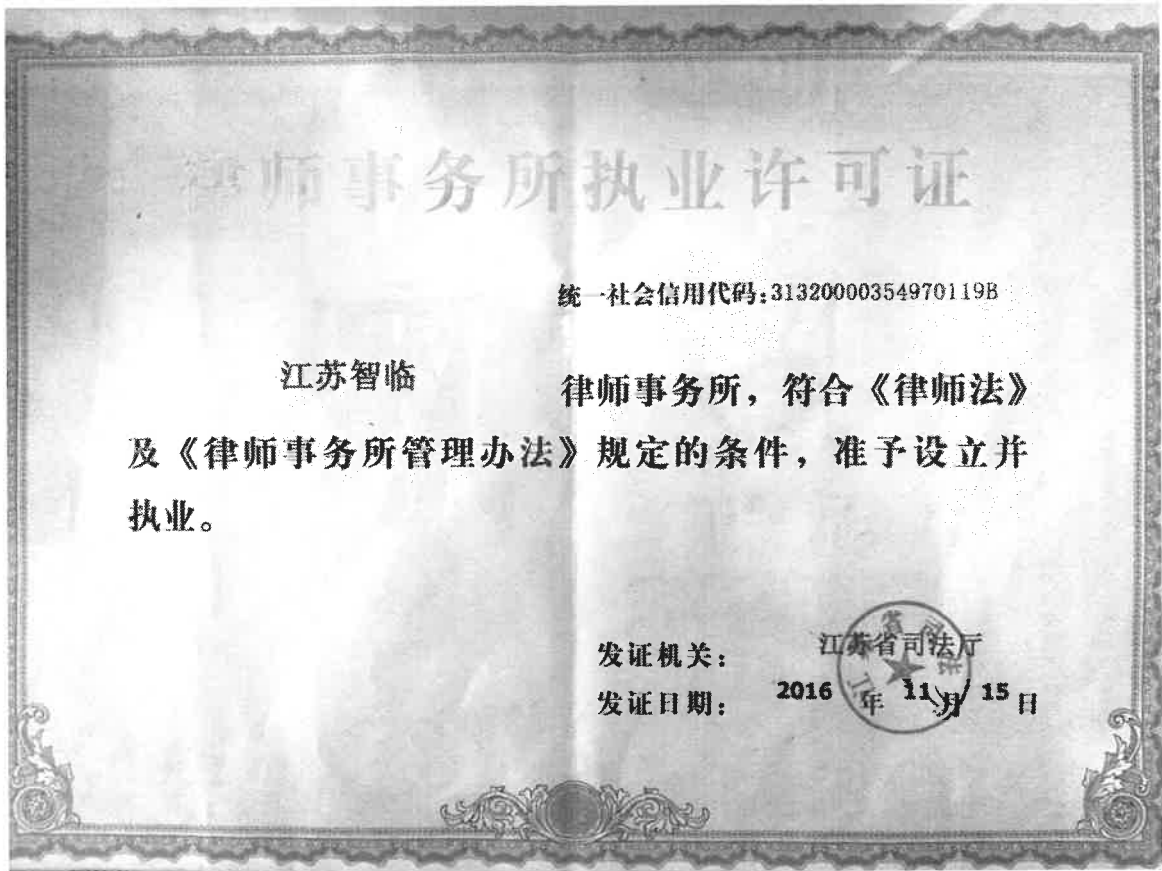 律师事务所执业许可证
统一社会信用代码:31320000354970119B
江苏智临 律师事务所，符合《律师法》
及《律师事务所管理办法》规定的条件，准予设立并
执业。
发证机关： 江苏省司法厅
发证日期： 2016 年 11 月 15 日